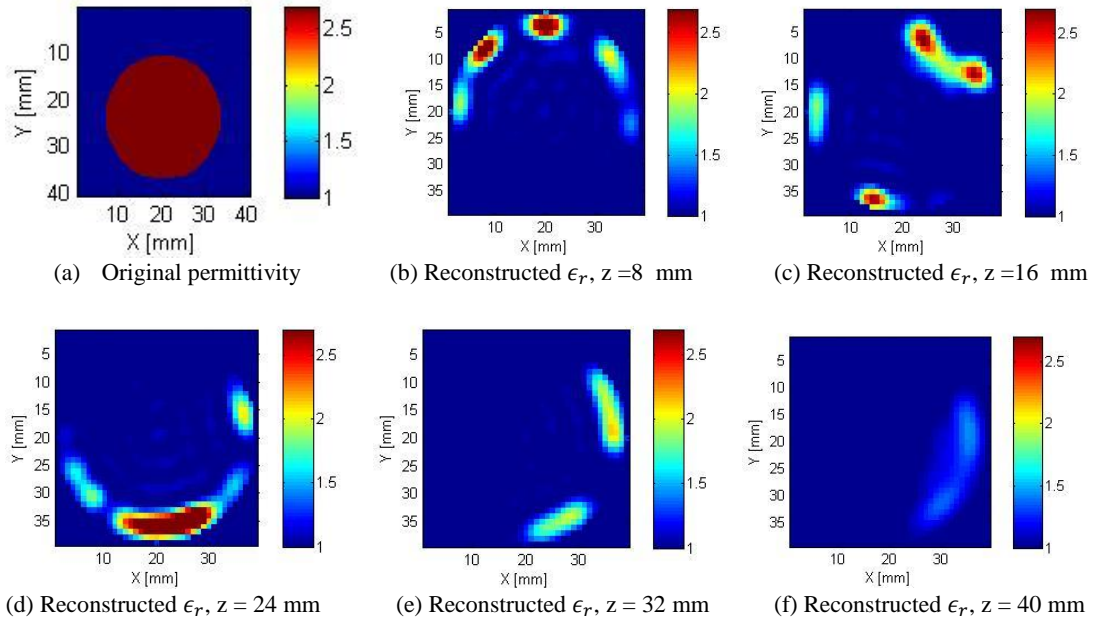 2.5
2
1.5
1
10
20
30
40
Y [mm]
10 20 30 40
X [mm]
(a) Original permittivity
5
10
15
20
25
30
35
Y [mm]
10 20 30
X [mm]
2.5
2
1.5
1
(b) Reconstructed ϵr, z =8 mm
5
10
15
20
25
30
35
Y [mm]
10 20 30
X [mm]
2.5
2
1.5
1
(c) Reconstructed ϵr, z =16 mm
5
10
15
20
25
30
35
Y [mm]
10 20 30
X [mm]
2.5
2
1.5
1
(d) Reconstructed ϵr, z = 24 mm
5
10
15
20
25
30
35
Y [mm]
10 20 30
X [mm]
2.5
2
1.5
1
(e) Reconstructed ϵr, z = 32 mm
5
10
15
20
25
30
35
Y [mm]
10 20 30
X [mm]
2.5
2
1.5
1
(f) Reconstructed ϵr, z = 40 mm